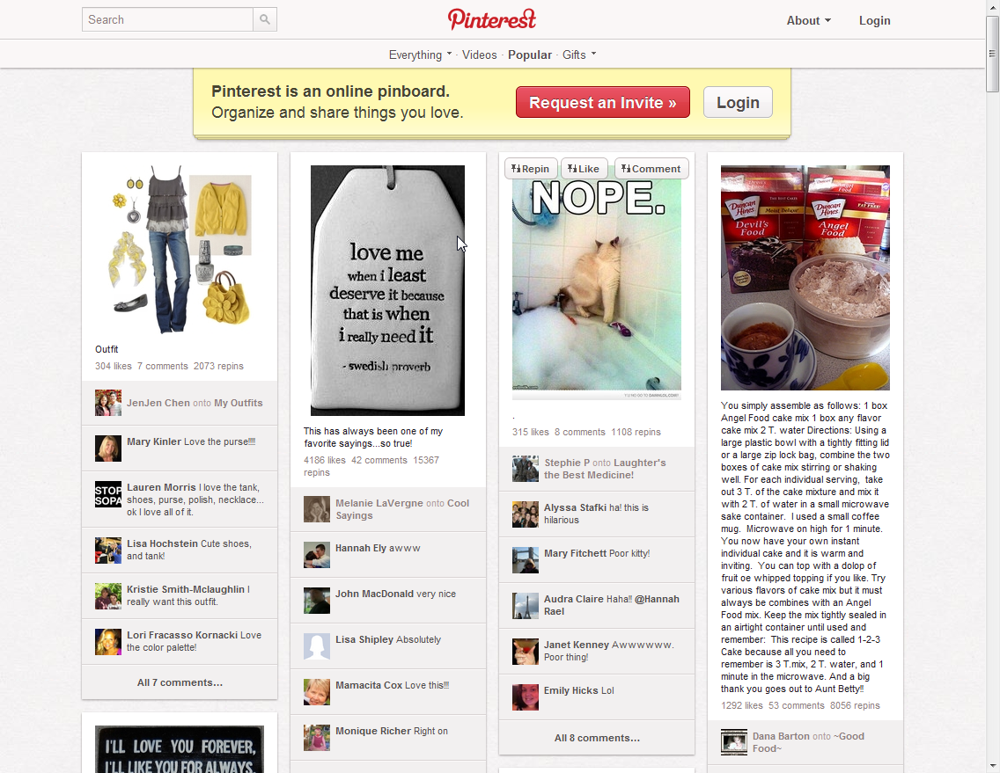 Search
Pinterest
About
Login
Everything · Videos · Popular · Gifts
Pinterest is an online pinboard.
Organize and share things you love.
Request an Invite »
Login
Outfit
304 likes 7 comments 2073 repins
JenJen Chen onto My Outfits
Mary Kinler Love the purse!!!!
STOP
SOPA
Lauren Morris I love the tank,
shoes, purse, polish, necklace...
ok I love all of it.
Lisa Hochstein Cute shoes,
and tank!
Kristie Smith-Mclaughlin I
really want this outfit.
Lori Fracasso Kornacki Love
the color palette!
All 7 comments...
I'LL LOVE YOU FOREVER,
I'LL LIKE YOU FOR ALWAYS,
love me
when i least
deserve it because
that is when
i really need it
- swedish proverb
This has always been one of my
favorite sayings...so true!
4186 likes 42 comments 15367
repins
Melanie LaVergne onto Cool
Sayings
Hannah Ely awww
John MacDonald very nice
Lisa Shipley Absolutely
Mamacita Cox Love this!!!
Monique Richer Right on
Repin
Like
Comment
NOPE.
.
315 likes 8 comments 1108 repins
Stephie P onto Laughter's
the Best Medicine!
Alyssa Stafki ha! this is
hilarious
Mary Fitchett Poor kitty!
Audra Claire Haha!! @Hannah
Rael
Janet Kenney Awwwwww.
Poor thing!
Emily Hicks Lol
All 8 comments...
Duncan
Hines
Devil's
Food
Duncan
Hines
Angel
Food
You simply assemble as follows: 1 box
Angel Food cake mix 1 box any flavor
cake mix 2 T. water Directions: Using a
large plastic bowl with a tightly fitting lid
or a large zip lock bag, combine the two
boxes of cake mix stirring or shaking
well. For each individual serving, take
out 3 T. of the cake mixture and mix it
with 2 T. of water in a small microwave
sake container. I used a small coffee
mug. Microwave on high for 1 minute.
You now have your own instant
individual cake and it is warm and
inviting. You can top with a dolop of
fruit oe whipped topping if you like. Try
various flavors of cake mix but it must
always be combines with an Angel
Food mix. Keep the mix tightly sealed in
an airtight container until used and
remember: This recipe is called 1-2-3
Cake because all you need to
remember is 3 T.mix, 2 T. water, and 1
minute in the microwave. And a big
thank you goes out to Aunt Betty!!
1292 likes 53 comments 8056 repins
Dana Barton onto ~Good
Food~